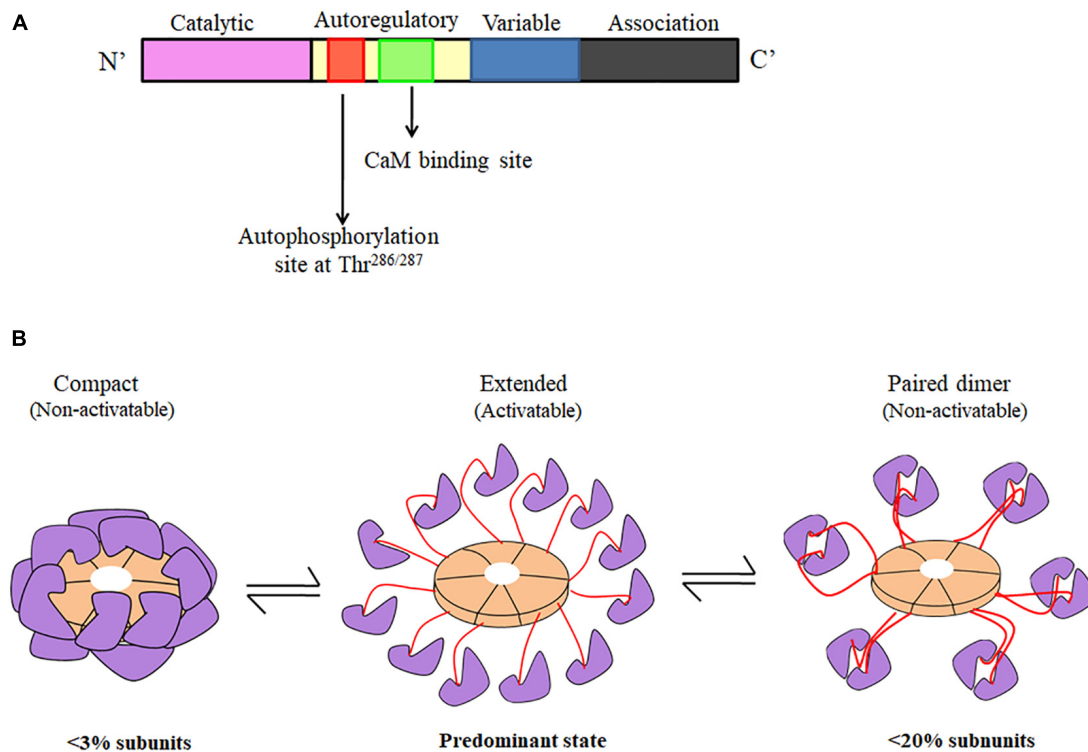 A
Catalytic Autoregulatory Variable Association
N’ C’
CaM binding site
Autophosphorylation
site at Thr286/287
B
Compact Extended Paired dimer
(Non-activatable) (Activatable) (Non-activatable)
<3% subunits Predominant state <20% subnunits